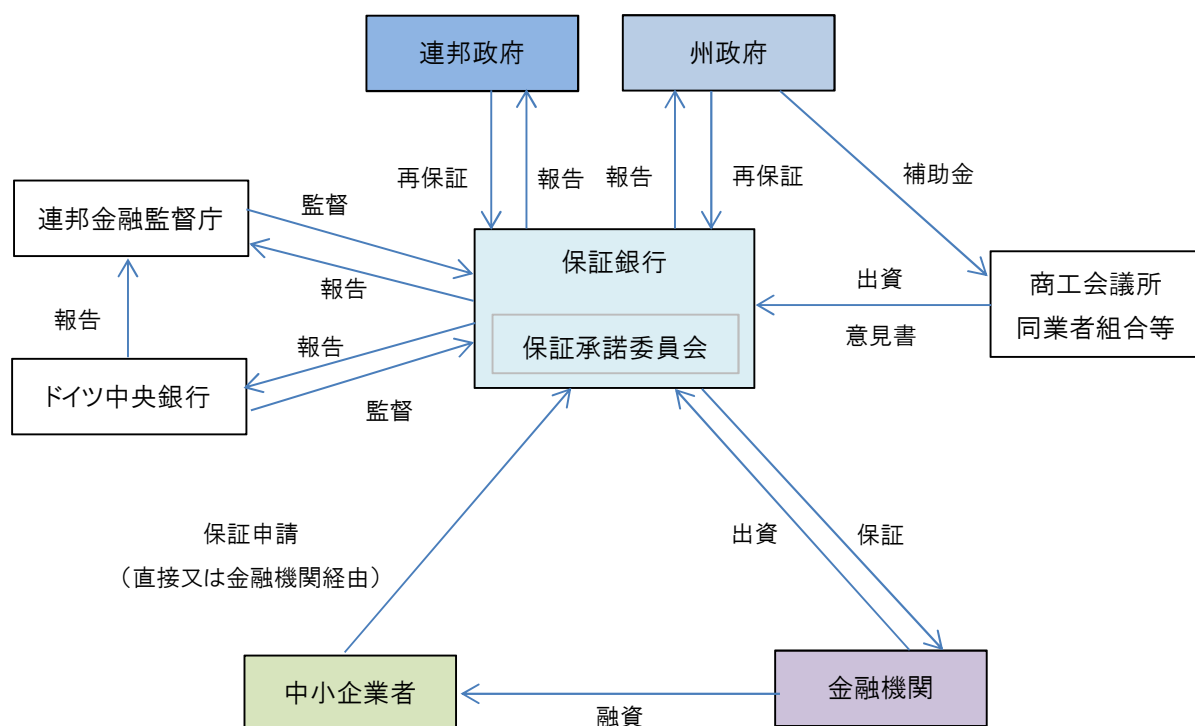 連邦政府
州政府
再保証
報告
報告
再保証
補助金
連邦金融監督庁
監督
保証銀行
報告
出資
商工会議所
同業者組合等
意見書
報告
報告
保証承諾委員会
ドイツ中央銀行
監督
保証申請
（直接又は金融機関経由）
出資
保証
中小企業者
金融機関
融資